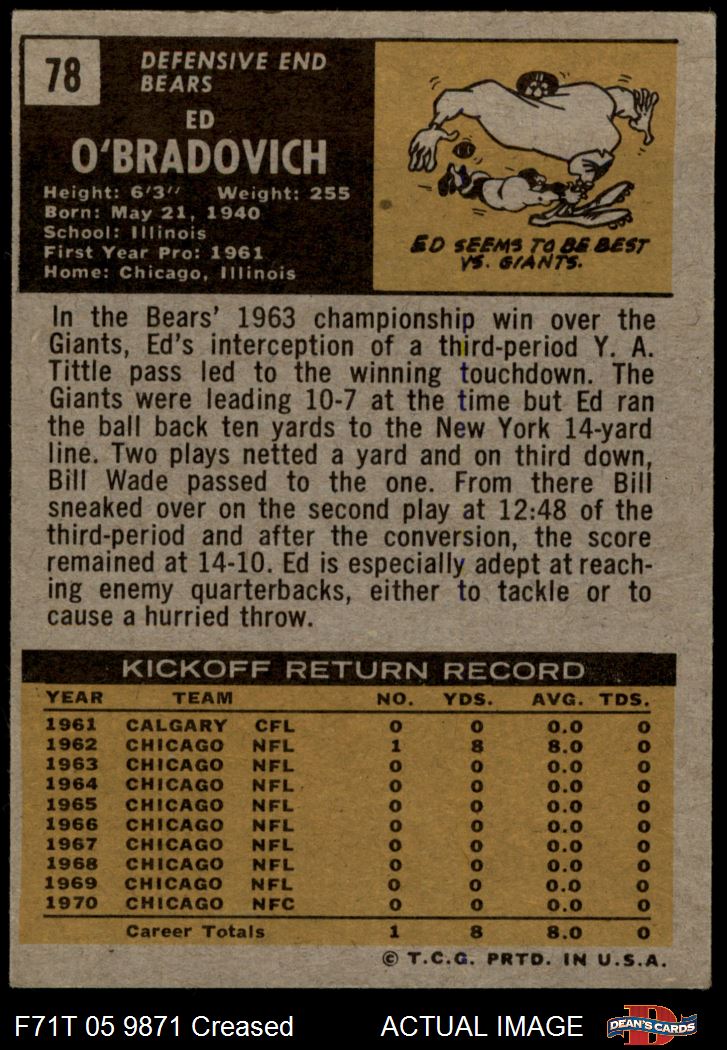 78
DEFENSIVE END
BEARS
ED
O'BRADOVICH
Height: 6'3'' Weight: 255
Born: May 21, 1940
School: Illinois
First Year Pro: 1961
Home: Chicago, Illinois
ED SEEMS TO BE BEST
VS. GIANTS.
In the Bears' 1963 championship win over the
Giants, Ed's interception of a third-period Y. A.
Tittle pass led to the winning touchdown. The
Giants were leading 10-7 at the time but Ed ran
the ball back ten yards to the New York 14-yard
line. Two plays netted a yard and on third down,
Bill Wade passed to the one. From there Bill
sneaked over on the second play at 12:48 of the
third-period and after the conversion, the score
remained at 14-10. Ed is especially adept at reach-
ing enemy quarterbacks, either to tackle or to
cause a hurried throw.
KICKOFF RETURN RECORD
YEAR TEAM NO. YDS. AVG. TDS.
1961 CALGARY CFL 0 0 0.0 0
1962 CHICAGO NFL 1 8 8.0 0
1963 CHICAGO NFL 0 0 0.0 0
1964 CHICAGO NFL 0 0 0.0 0
1965 CHICAGO NFL 0 0 0.0 0
1966 CHICAGO NFL 0 0 0.0 0
1967 CHICAGO NFL 0 0 0.0 0
1968 CHICAGO NFL 0 0 0.0 0
1969 CHICAGO NFL 0 0 0.0 0
1970 CHICAGO NFC 0 0 0.0 0
Career Totals 1 8 8.0 0
© T.C.G. PRTD. IN U.S.A.
F71T 05 9871 Creased ACTUAL IMAGE
D
DEAN'S CARDS